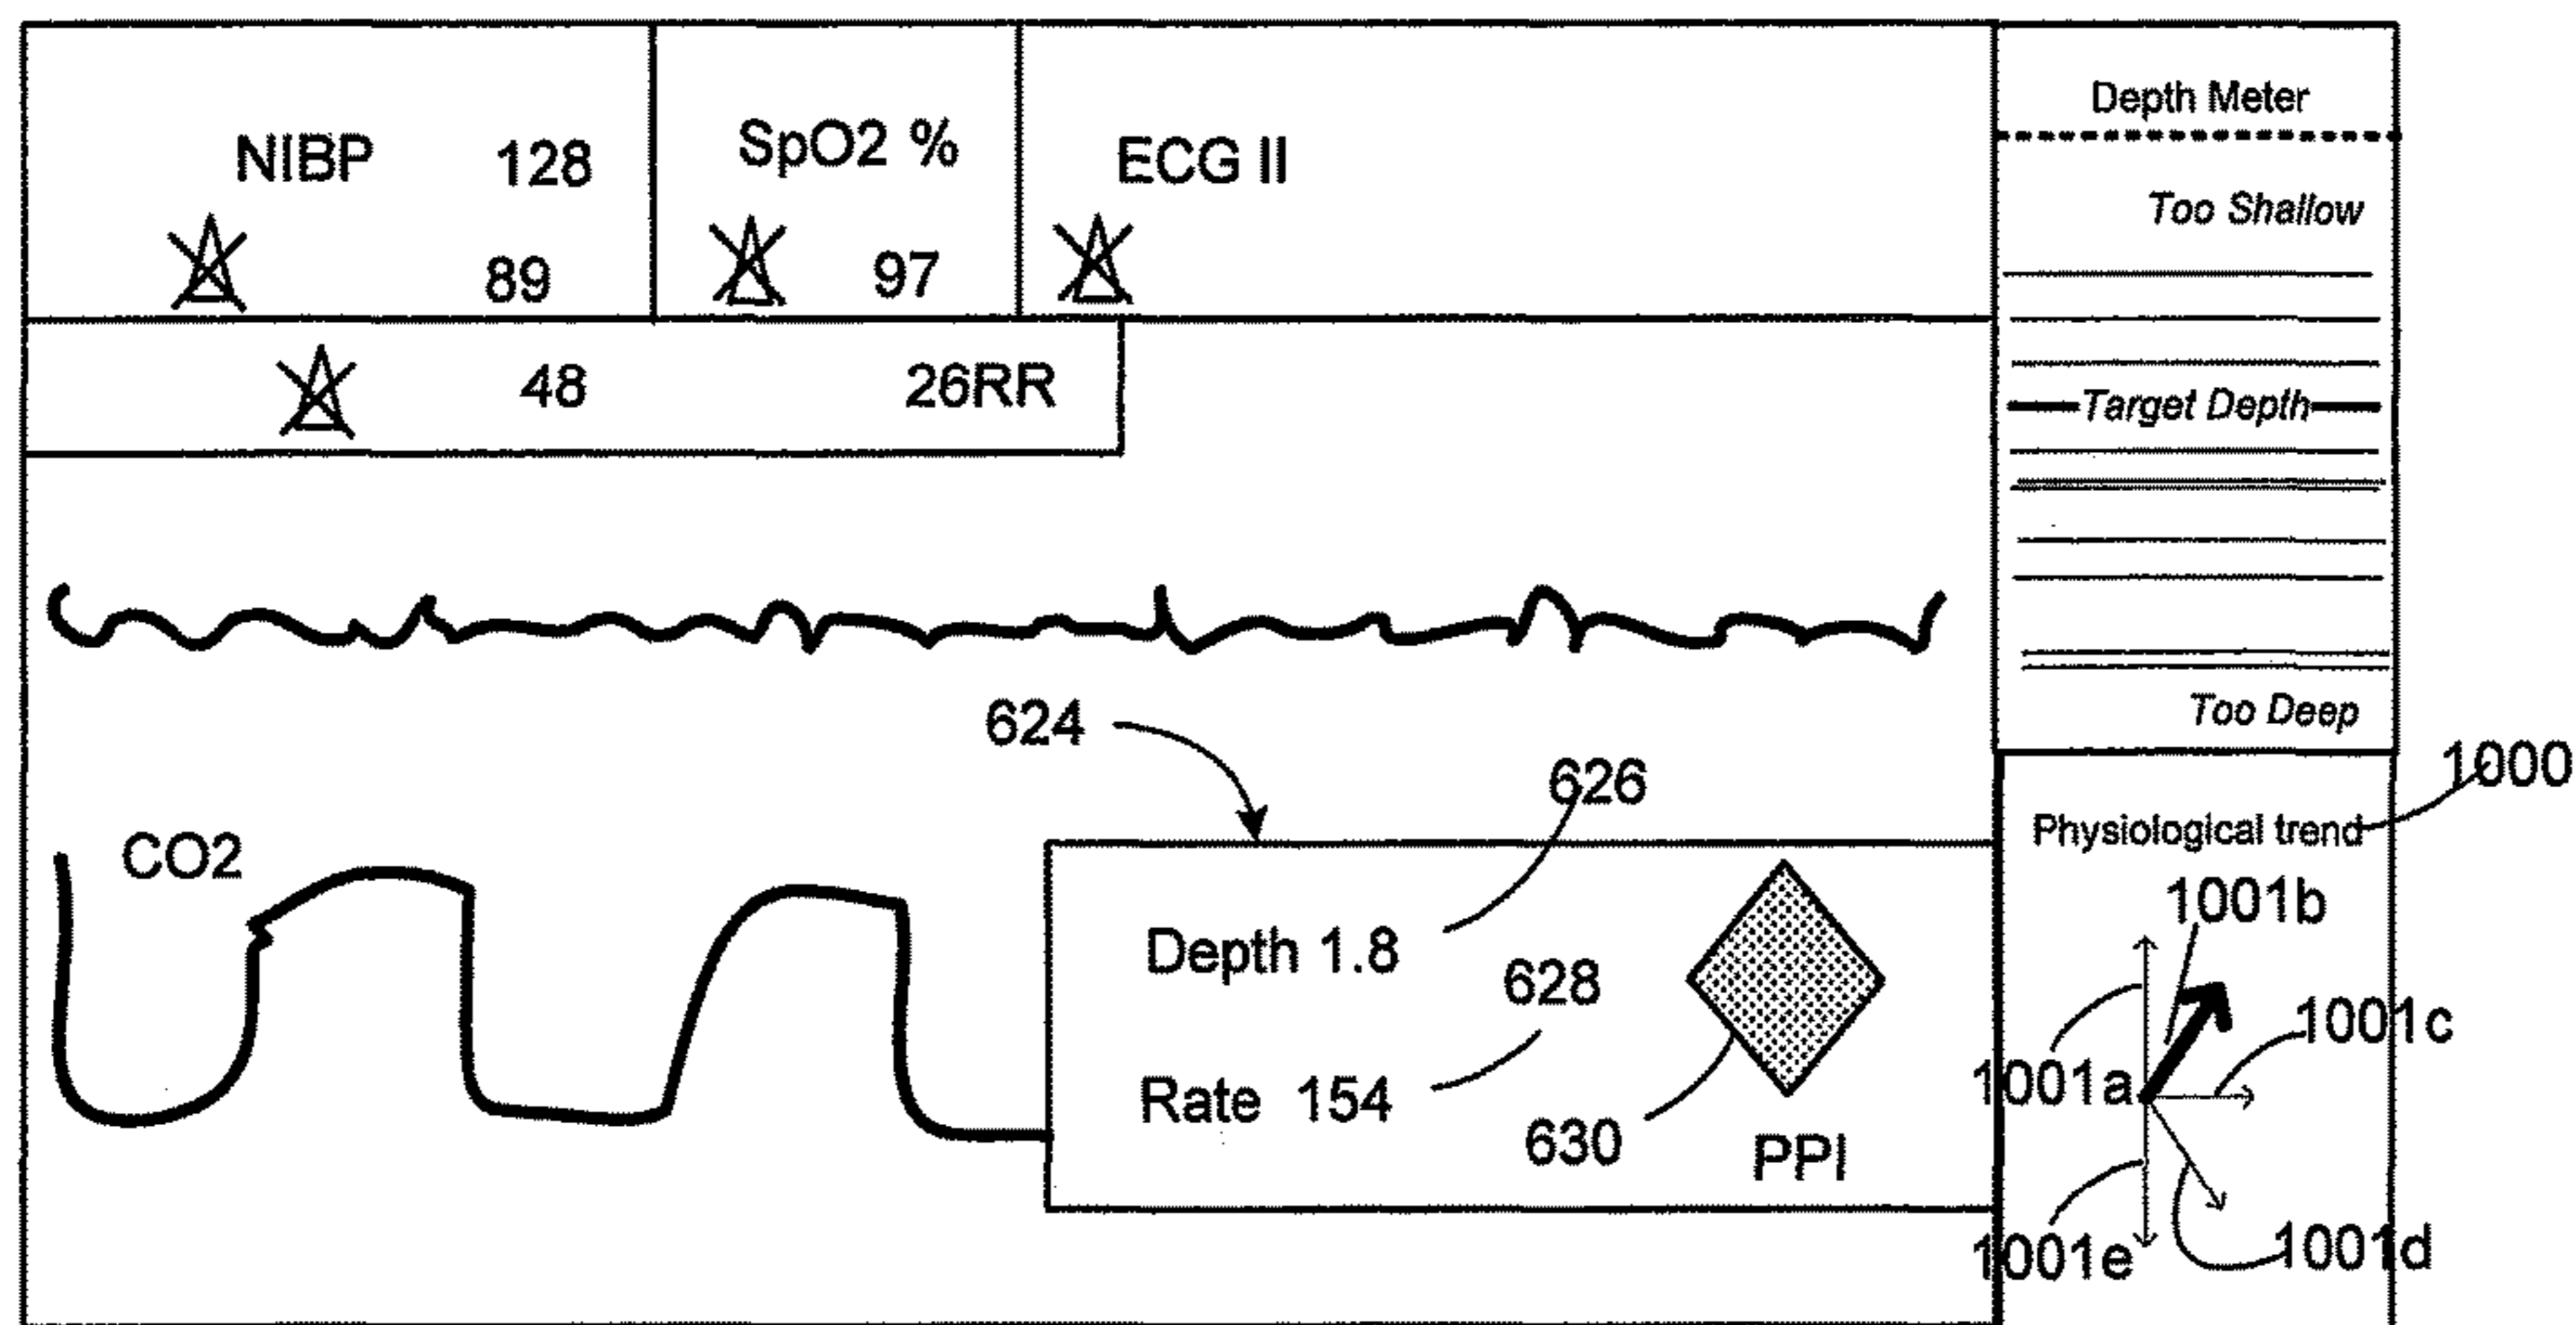 NIBP 128
89
SpO2 %
97
ECG II
48 26RR
Depth Meter
Too Shallow
Target Depth
Too Deep
624
626
CO2
Depth 1.8
628
Rate 154
630
PPI
1000
Physiological trend
1001b
1001c
1001a
1001e
1001d